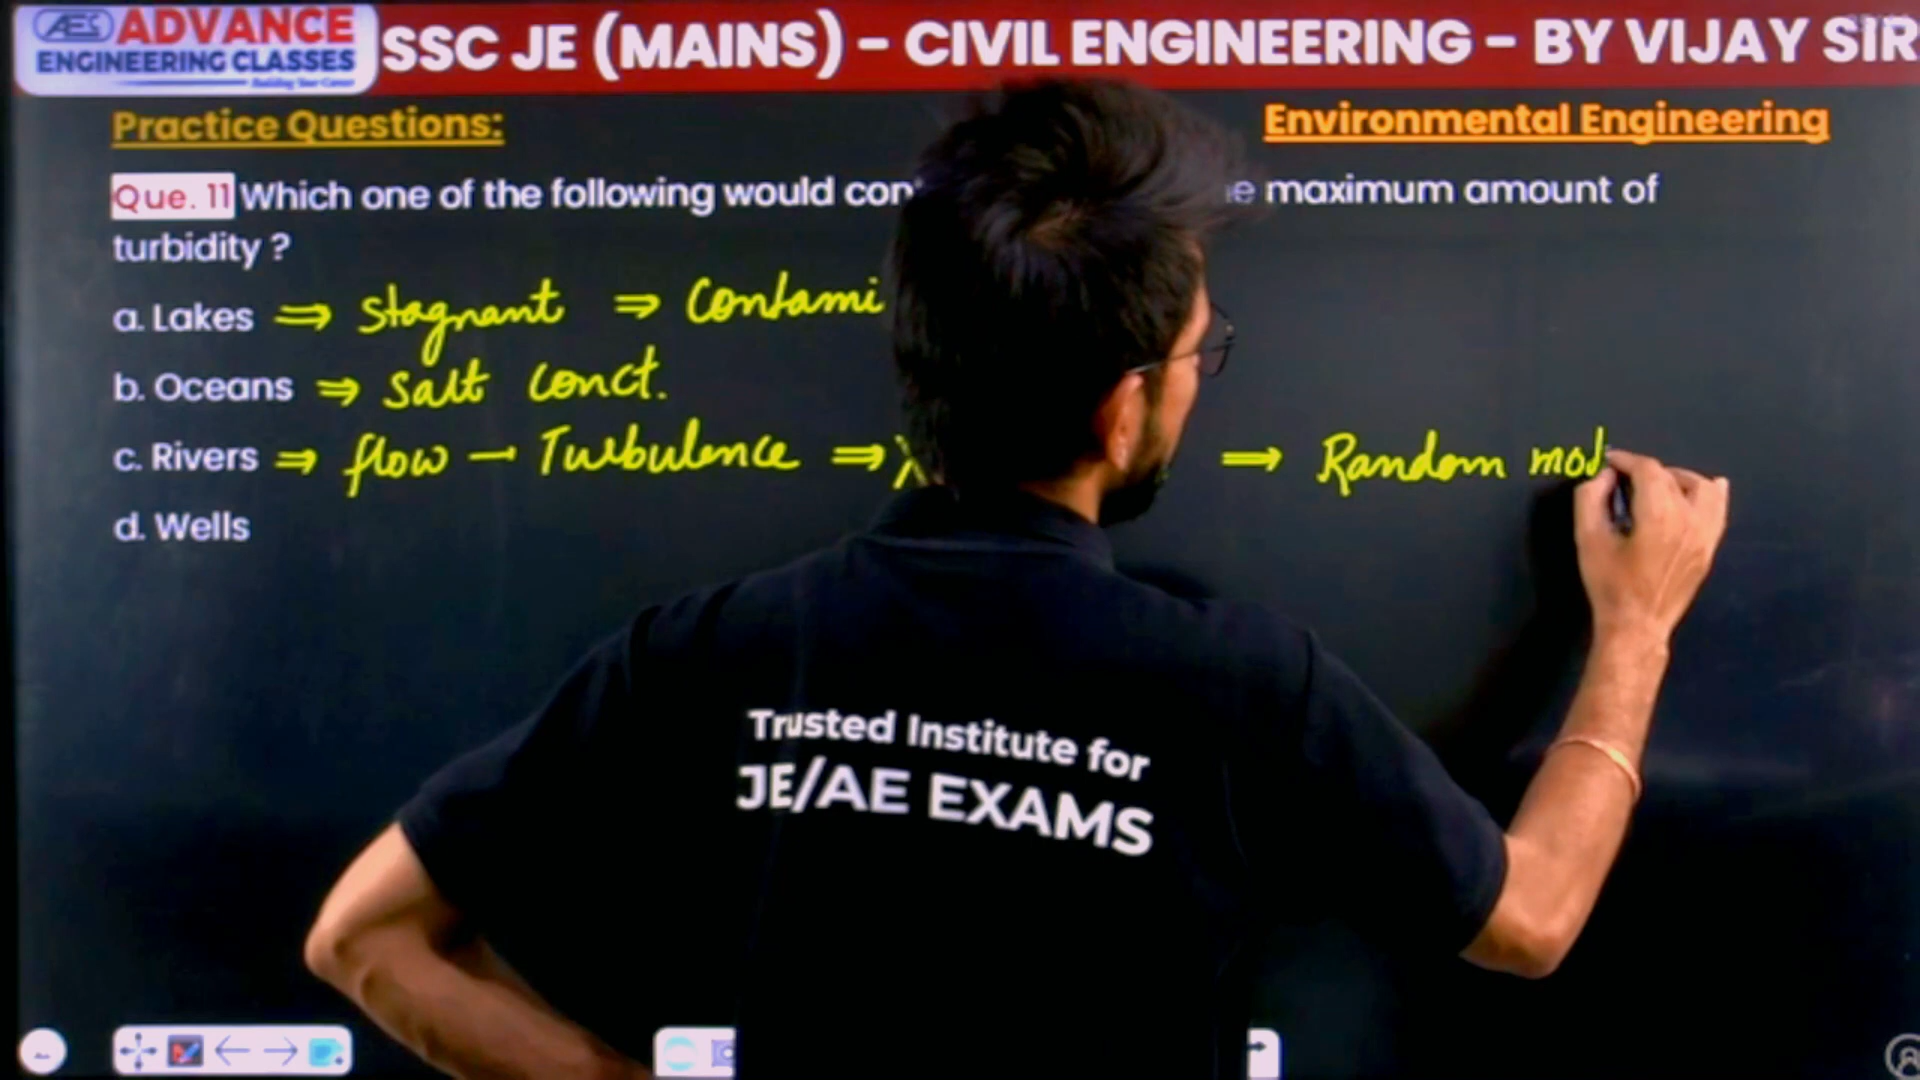 AES ADVANCE
ENGINEERING CLASSES
SSC JE (MAINS) - CIVIL ENGINEERING - BY VIJAY SIR
Practice Questions:
Environmental Engineering
Que. 11 Which one of the following would con e maximum amount of
turbidity ?
a. Lakes ⇒ Stagnant ⇒ Contami
b. Oceans ⇒ Salt Conct.
c. Rivers ⇒ flow - Turbulence ⇒ ⇒ Random mo
d. Wells
Trusted Institute for
JE/AE EXAMS